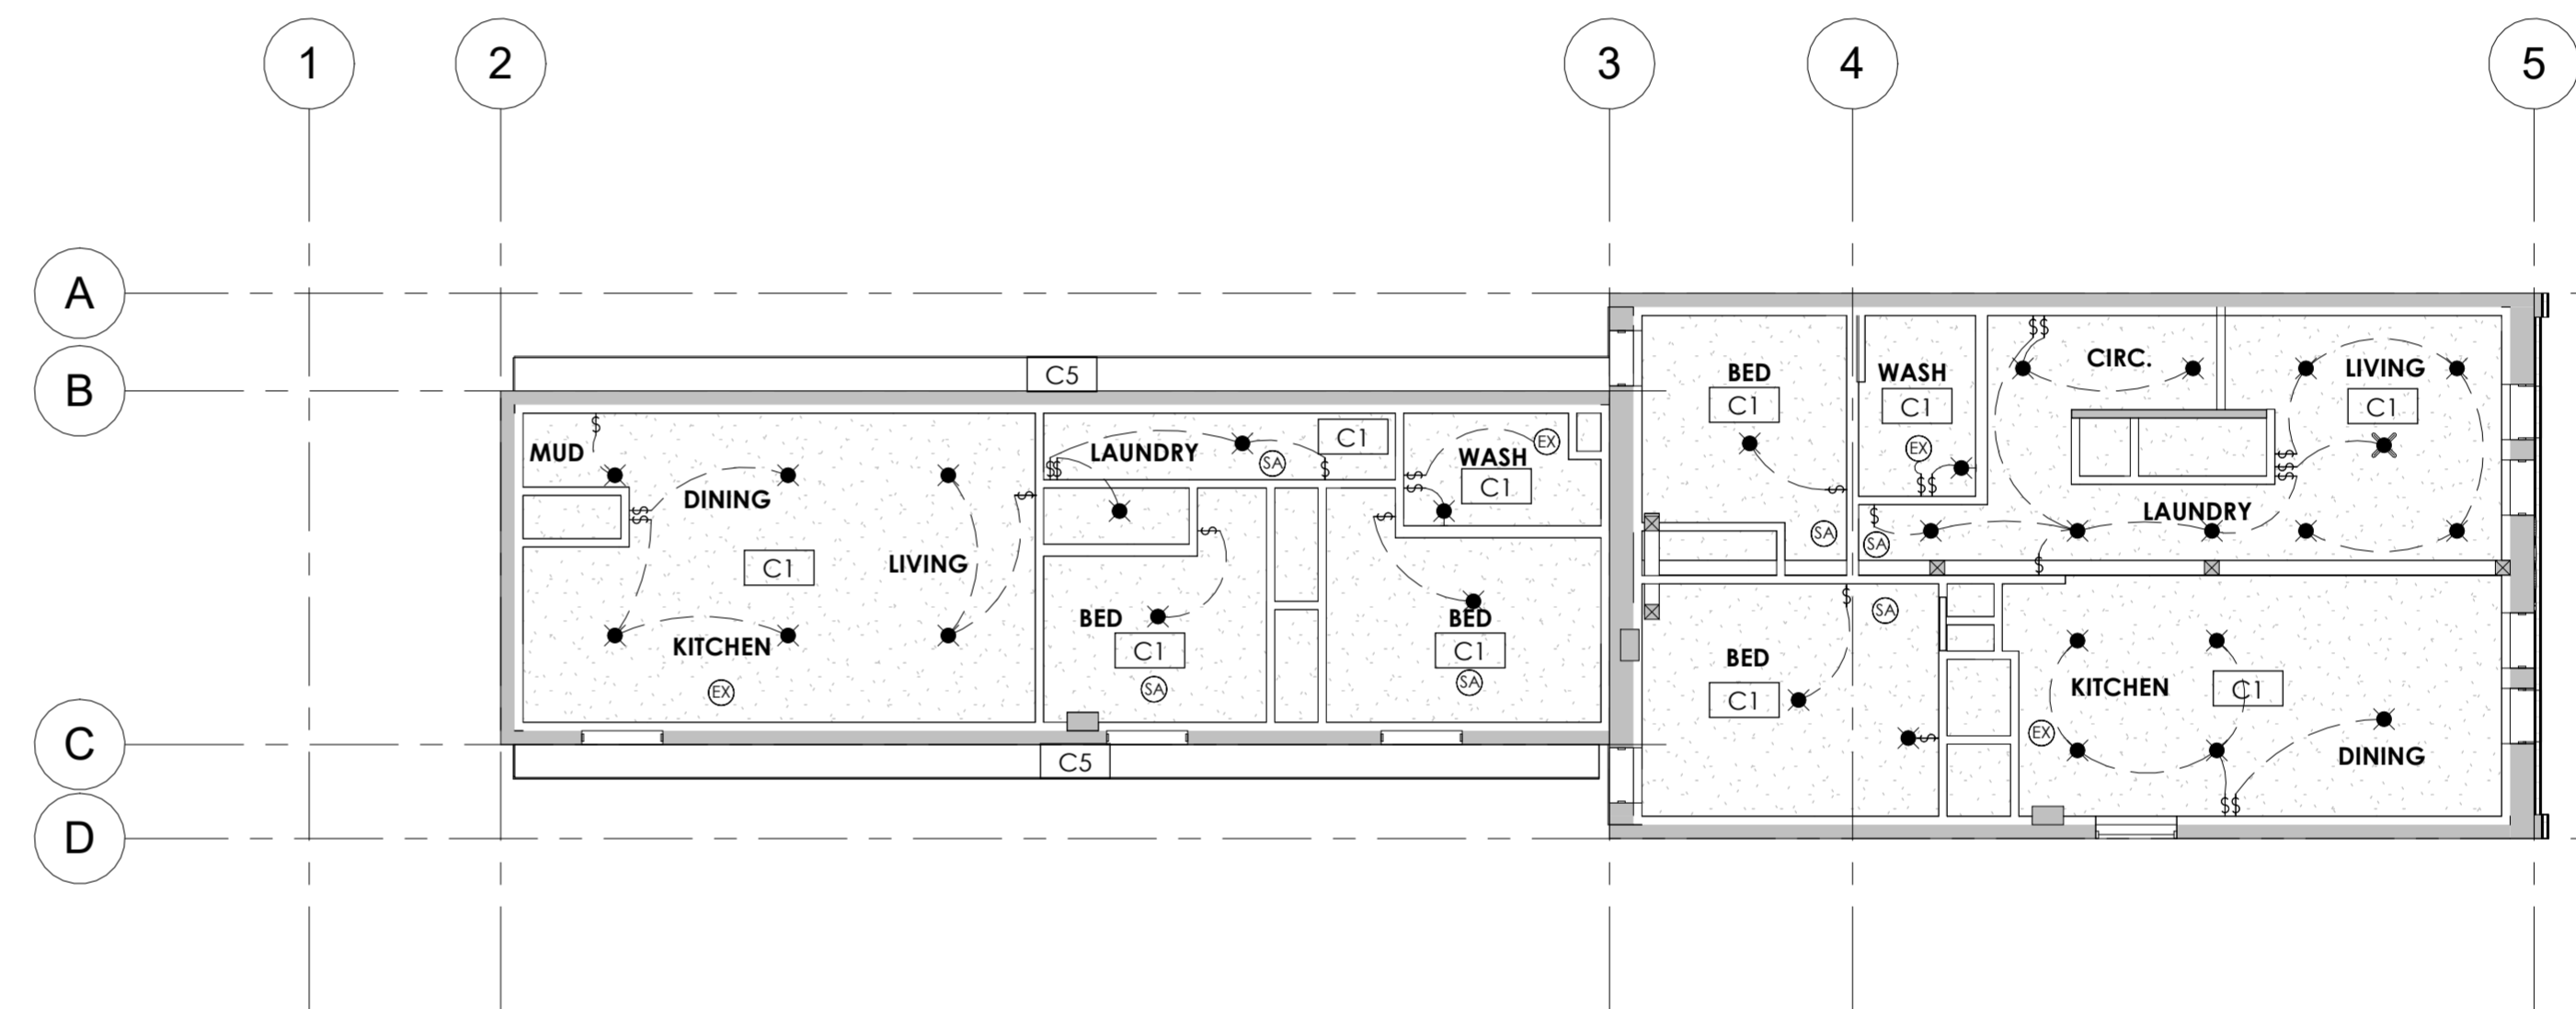 1
2
3
4
5
A
B
C
D
C5
MUD
$
DINING
$$
C1
LIVING
$
KITCHEN
EX
LAUNDRY
C1
SA
$$
$
WASH
C1
EX
$$
$
BED
C1
SA
$
BED
C1
SA
C5
BED
C1
$
SA
WASH
C1
EX
$$
$$
CIRC.
LIVING
C1
$$$
LAUNDRY
$
SA
$
BED
C1
$
SA
$
KITCHEN
C1
EX
DINING
$$